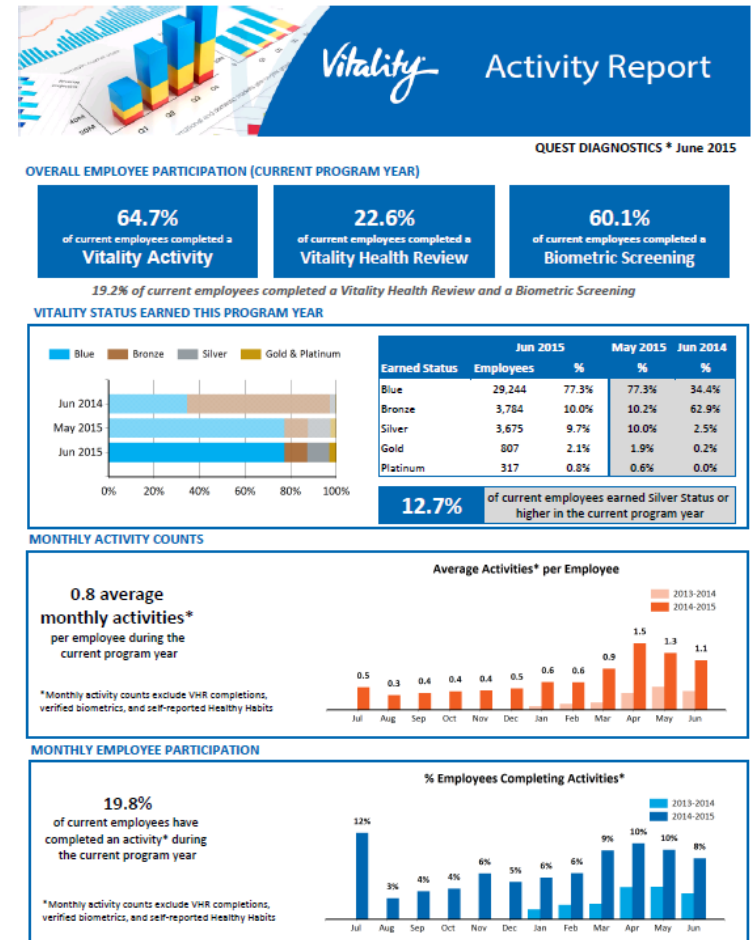 Vitality Activity Report
QUEST DIAGNOSTICS * June 2015
OVERALL EMPLOYEE PARTICIPATION (CURRENT PROGRAM YEAR)
64.7%
of current employees completed a
Vitality Activity
22.6%
of current employees completed a
Vitality Health Review
60.1%
of current employees completed a
Biometric Screening
19.2% of current employees completed a Vitality Health Review and a Biometric Screening
VITALITY STATUS EARNED THIS PROGRAM YEAR
Blue Bronze Silver Gold & Platinum
Jun 2014
May 2015
Jun 2015
0% 20% 40% 60% 80% 100%
Jun 2015 May 2015 Jun 2014
Earned Status Employees % % %
Blue 29,244 77.3% 77.3% 34.4%
Bronze 3,784 10.0% 10.2% 62.9%
Silver 3,675 9.7% 10.0% 2.5%
Gold 807 2.1% 1.9% 0.2%
Platinum 317 0.8% 0.6% 0.0%
12.7%
of current employees earned Silver Status or
higher in the current program year
MONTHLY ACTIVITY COUNTS
0.8 average
monthly activities*
per employee during the
current program year
*Monthly activity counts exclude VHR completions,
verified biometrics, and self-reported Healthy Habits
Average Activities* per Employee
2013-2014
2014-2015
0.5 0.3 0.4 0.4 0.4 0.5 0.6 0.6 0.9 1.5 1.3 1.1
Jul Aug Sep Oct Nov Dec Jan Feb Mar Apr May Jun
MONTHLY EMPLOYEE PARTICIPATION
19.8%
of current employees have
completed an activity* during
the current program year
*Monthly activity counts exclude VHR completions,
verified biometrics, and self-reported Healthy Habits
% Employees Completing Activities*
2013-2014
2014-2015
12% 3% 4% 4% 6% 5% 6% 6% 9% 10% 10% 8%
Jul Aug Sep Oct Nov Dec Jan Feb Mar Apr May Jun